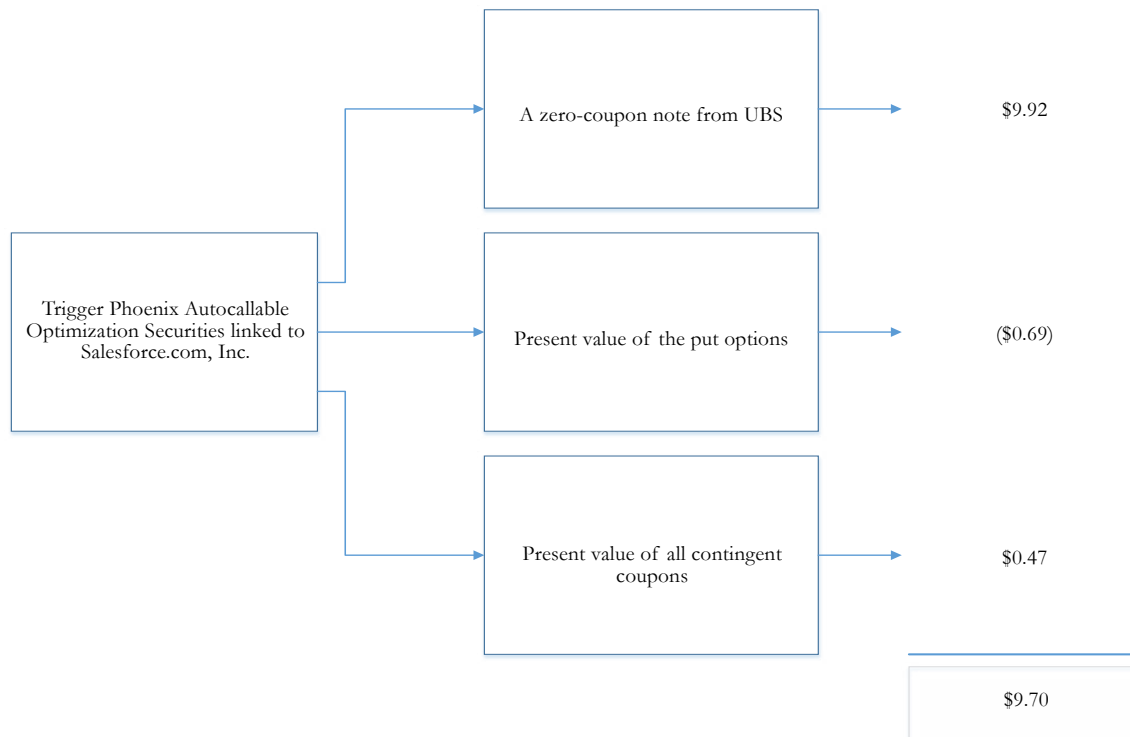 A zero-coupon note from UBS
$9.92
Trigger Phoenix Autocallable
Optimization Securities linked to
Salesforce.com, Inc.
Present value of the put options
($0.69)
Present value of all contingent
coupons
$0.47
$9.70